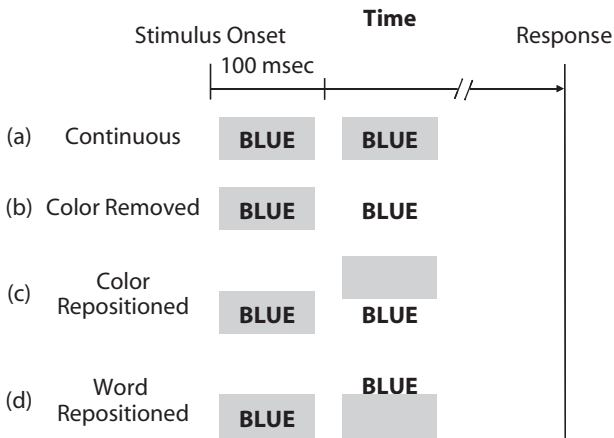 Time
Stimulus Onset
Response
100 msec
(a) Continuous BLUE BLUE
(b) Color Removed BLUE BLUE
(c) Color
Repositioned BLUE BLUE
(d) Word
Repositioned BLUE BLUE